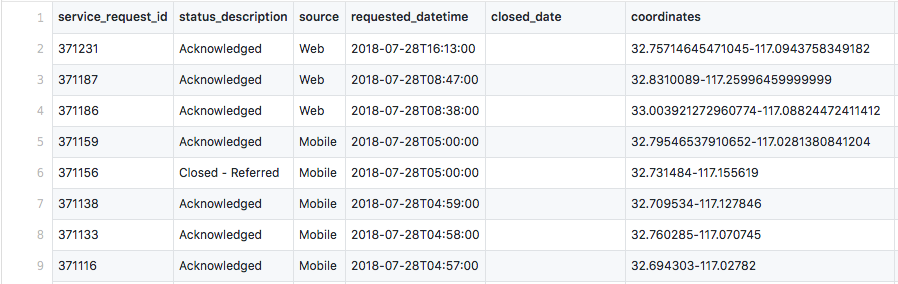 1 service_request_id status_description source requested_datetime closed_date coordinates
2 371231 Acknowledged Web 2018-07-28T16:13:00 32.75714645471045-117.0943758349182
3 371187 Acknowledged Web 2018-07-28T08:47:00 32.8310089-117.25996459999999
4 371186 Acknowledged Web 2018-07-28T08:38:00 33.003921272960774-117.08824472411412
5 371159 Acknowledged Mobile 2018-07-28T05:00:00 32.79546537910652-117.0281380841204
6 371156 Closed - Referred Mobile 2018-07-28T05:00:00 32.731484-117.155619
7 371138 Acknowledged Mobile 2018-07-28T04:59:00 32.709534-117.127846
8 371133 Acknowledged Mobile 2018-07-28T04:58:00 32.760285-117.070745
9 371116 Acknowledged Mobile 2018-07-28T04:57:00 32.694303-117.02782